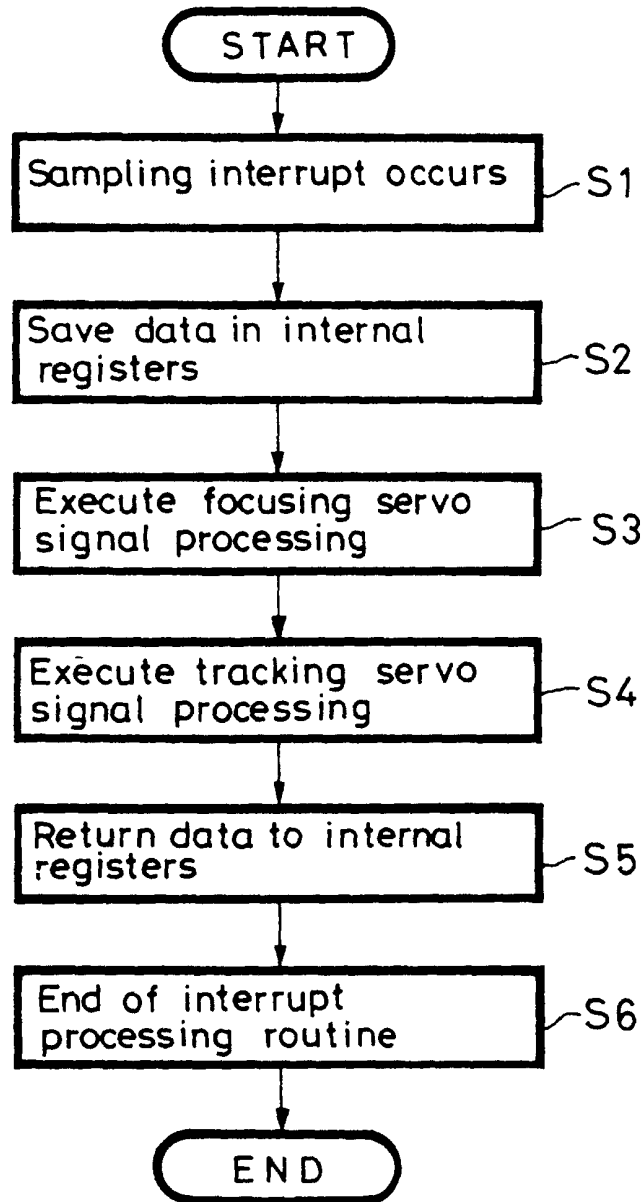 START
Sampling interrupt occurs
S1
Save data in internal
registers
S2
Execute focusing servo
signal processing
S3
Execute tracking servo
signal processing
S4
Return data to internal
registers
S5
End of interrupt
processing routine
S6
END